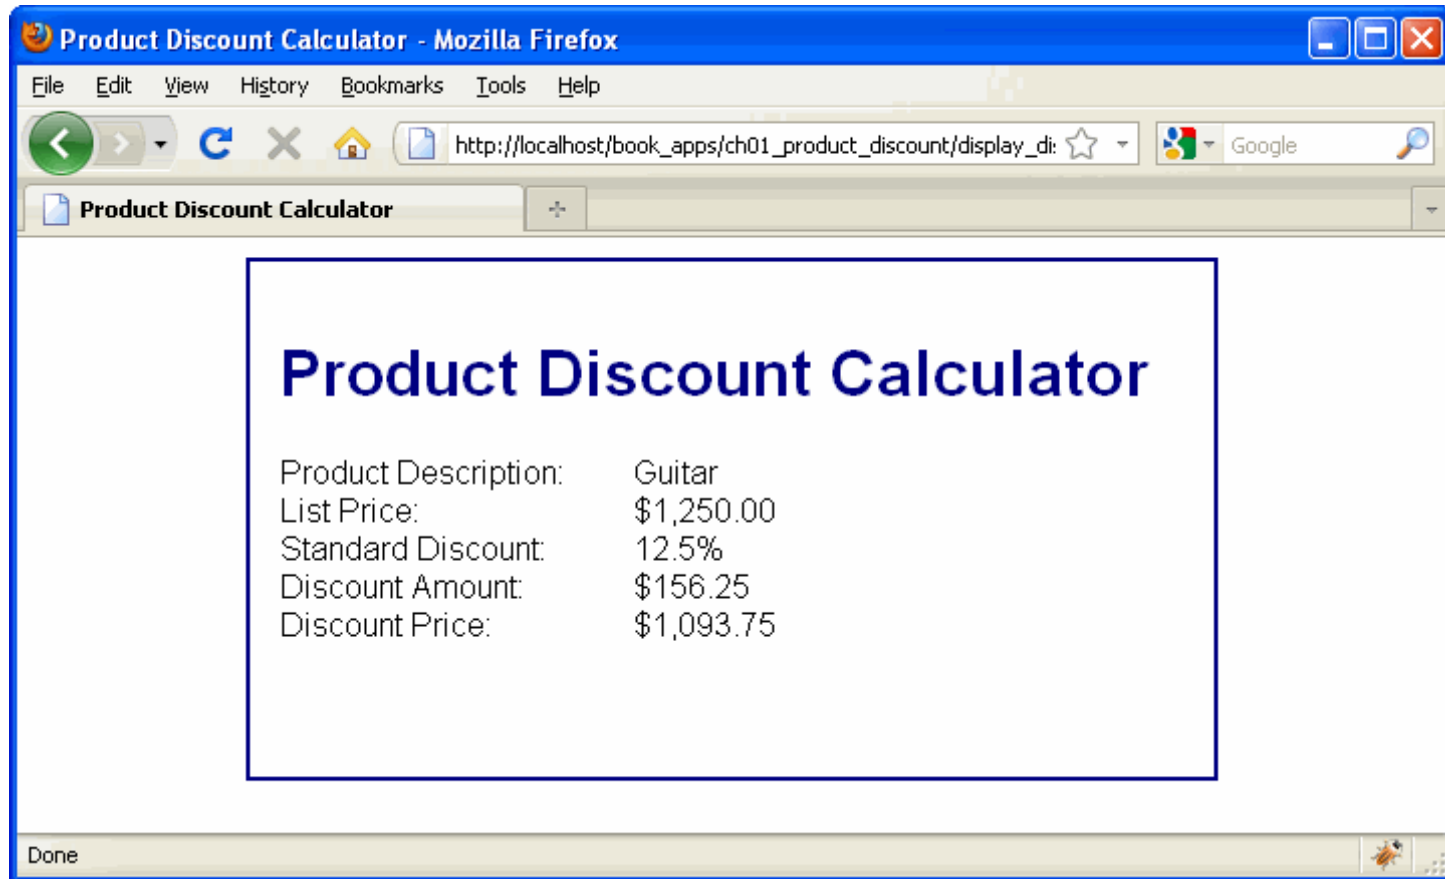 Product Discount Calculator - Mozilla Firefox
File Edit View History Bookmarks Tools Help
http://localhost/book_apps/ch01_product_discount/display_di Google
Product Discount Calculator
Product Discount Calculator
Product Description: Guitar
List Price: $1,250.00
Standard Discount: 12.5%
Discount Amount: $156.25
Discount Price: $1,093.75
Done